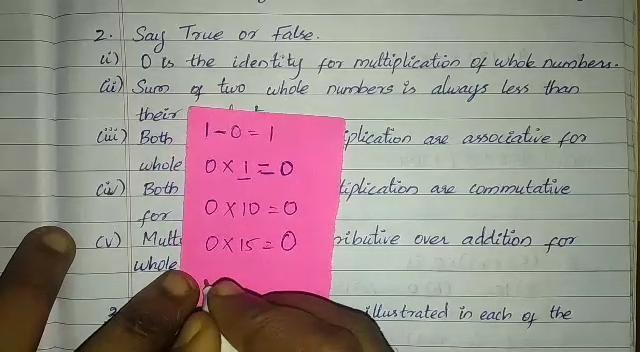 2. Say True or False.
(i) 0 is the identity for multiplication of whole numbers.
(ii) Sum of two whole numbers is always less than
their
(iii) Both plication are associative for
whole
(iv) Both tiplication are commutative
for
(v) Mult ributive over addition for
whole
illustrated in each of the
1-0=1
0×1=0
0×10=0
0×15=0